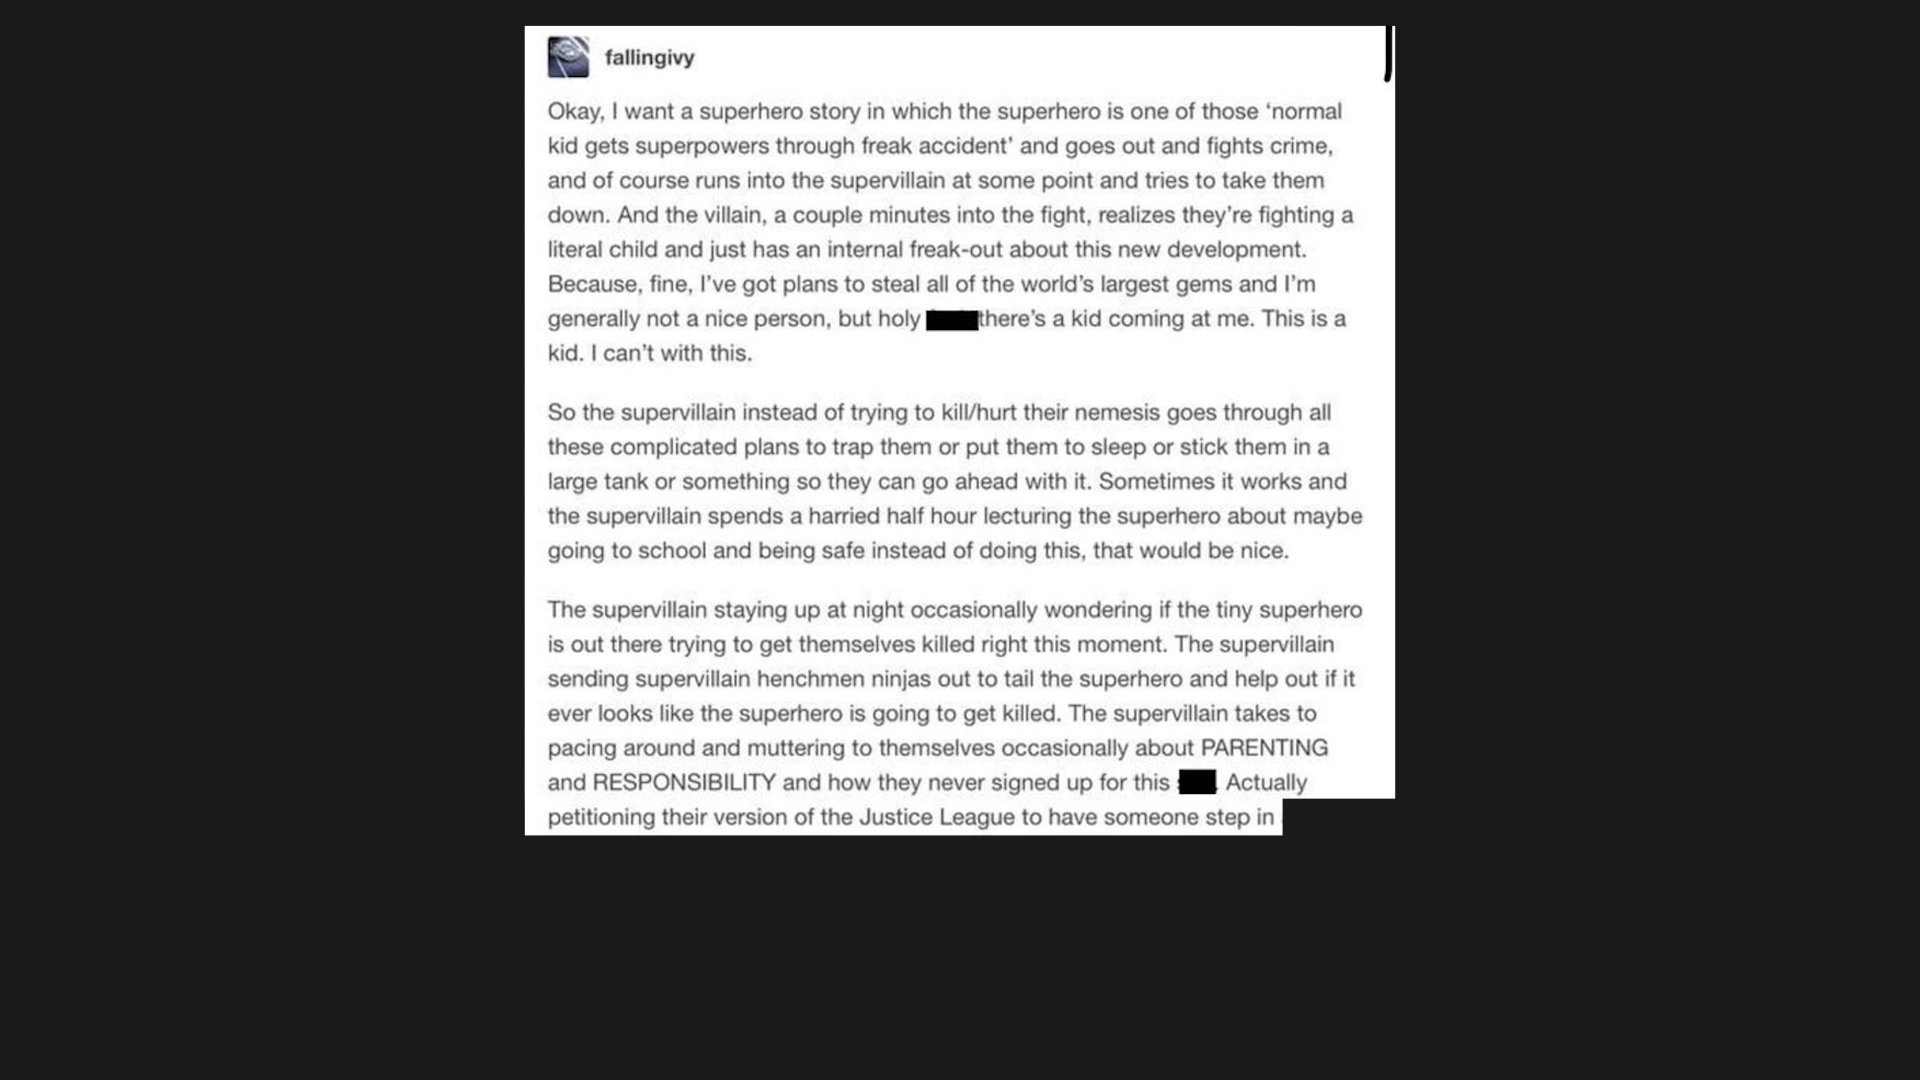 fallingivy
Okay, I want a superhero story in which the superhero is one of those ‘normal
kid gets superpowers through freak accident’ and goes out and fights crime,
and of course runs into the supervillain at some point and tries to take them
down. And the villain, a couple minutes into the fight, realizes they’re fighting a
literal child and just has an internal freak-out about this new development.
Because, fine, I’ve got plans to steal all of the world’s largest gems and I’m
generally not a nice person, but holy there’s a kid coming at me. This is a
kid. I can’t with this.
So the supervillain instead of trying to kill/hurt their nemesis goes through all
these complicated plans to trap them or put them to sleep or stick them in a
large tank or something so they can go ahead with it. Sometimes it works and
the supervillain spends a harried half hour lecturing the superhero about maybe
going to school and being safe instead of doing this, that would be nice.
The supervillain staying up at night occasionally wondering if the tiny superhero
is out there trying to get themselves killed right this moment. The supervillain
sending supervillain henchmen ninjas out to tail the superhero and help out if it
ever looks like the superhero is going to get killed. The supervillain takes to
pacing around and muttering to themselves occasionally about PARENTING
and RESPONSIBILITY and how they never signed up for this . Actually
petitioning their version of the Justice League to have someone step in